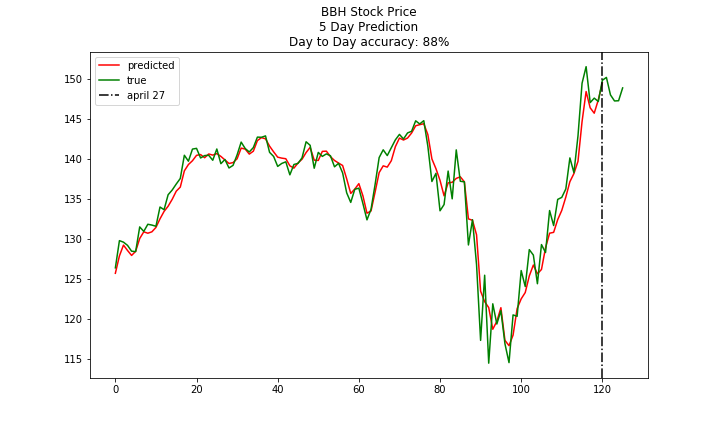 BBH Stock Price
5 Day Prediction
Day to Day accuracy: 88%
predicted
true
april 27
150
145
140
135
130
125
120
115
0
20
40
60
80
100
120